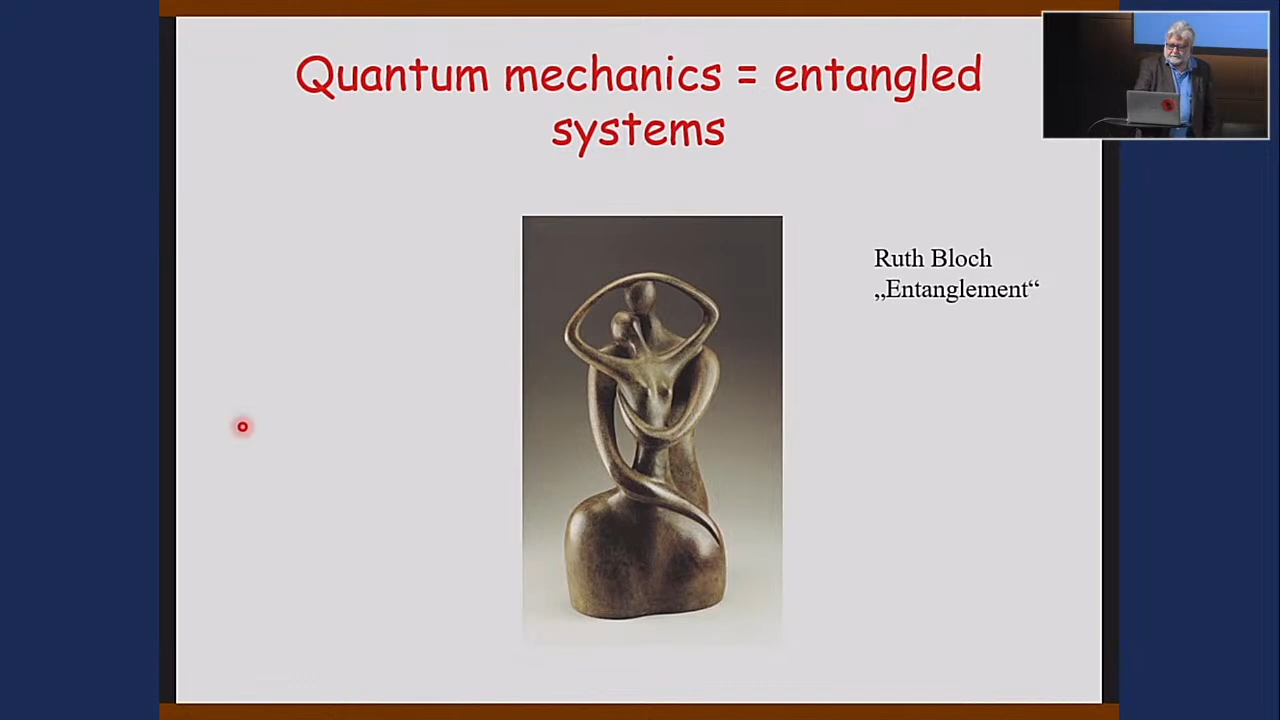 Quantum mechanics = entangled
systems
Ruth Bloch
„Entanglement“